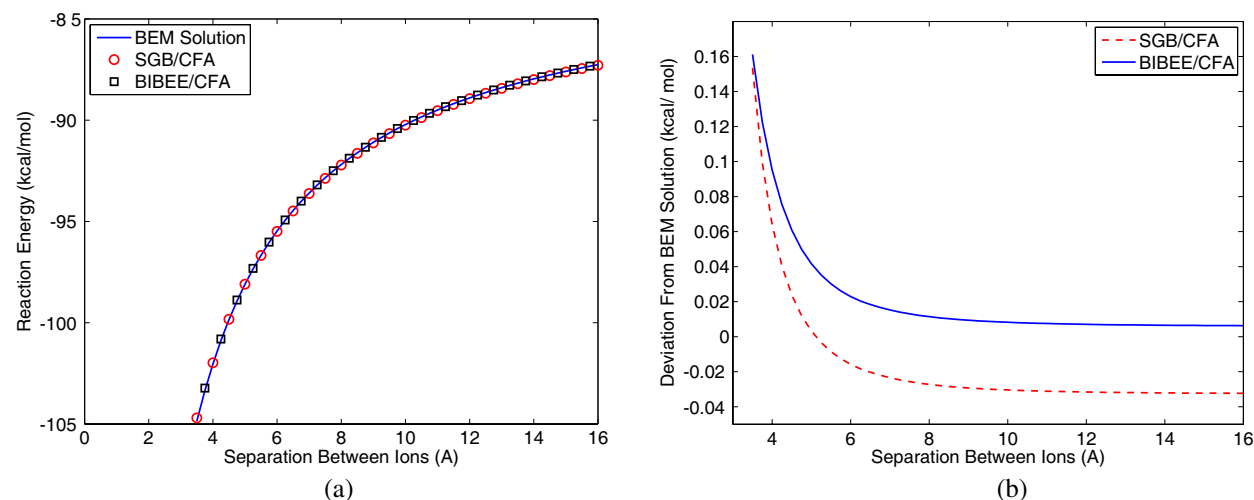 -8 5
-90
-95
-100
-105
0 2 4 6 8 10 12 14 16
Reaction Energy (kcal/mol)
Separation Between Ions (A)
BEM Solution
SGB/CFA
BIBEE/CFA
(a)
0.16
0.14
0.12
0.1
0.08
0.06
0.04
0.02
0
-0.02
-0.04
4 6 8 10 12 14 16
Deviation From BEM Solution (kcal/ mol)
Separation Between Ions (A)
SGB/CFA
BIBEE/CFA
(b)